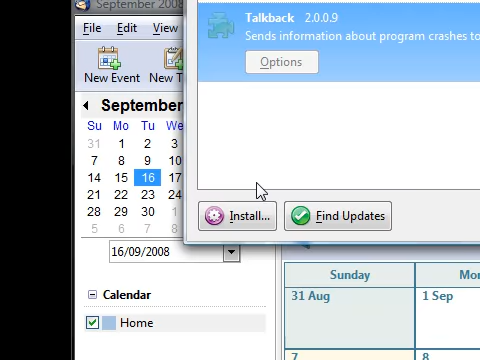 September 2008
Talkback 2.0.0.9
Sends information about program crashes to
Options
File Edit View
New Event New T
September
Su Mo Tu We
31 1 2 3
7 8 9 10
14 15 16 17
21 22 23 24
28 29 30 1
5 6 7 8
Install... Find Updates
16/09/2008
Calendar
Home
Sunday Mo
31 Aug 1 Sep
7 8